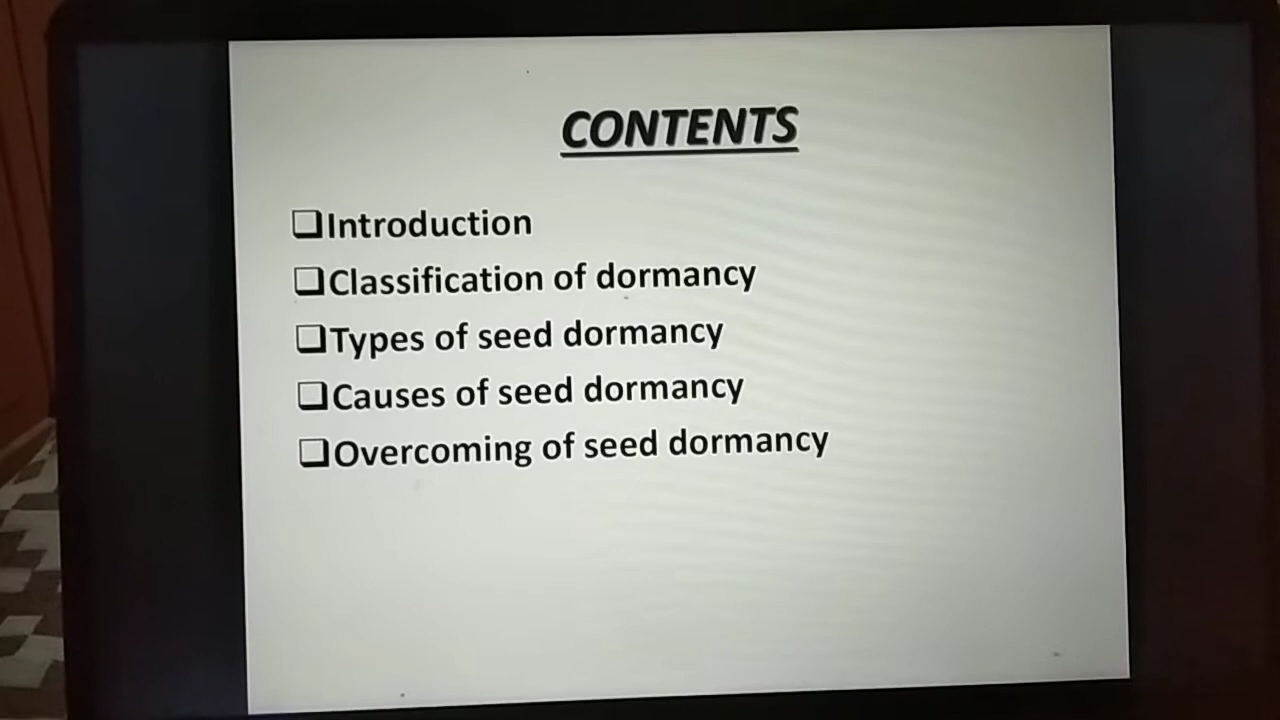 CONTENTS
❑Introduction
❑Classification of dormancy
❑Types of seed dormancy
❑Causes of seed dormancy
❑Overcoming of seed dormancy